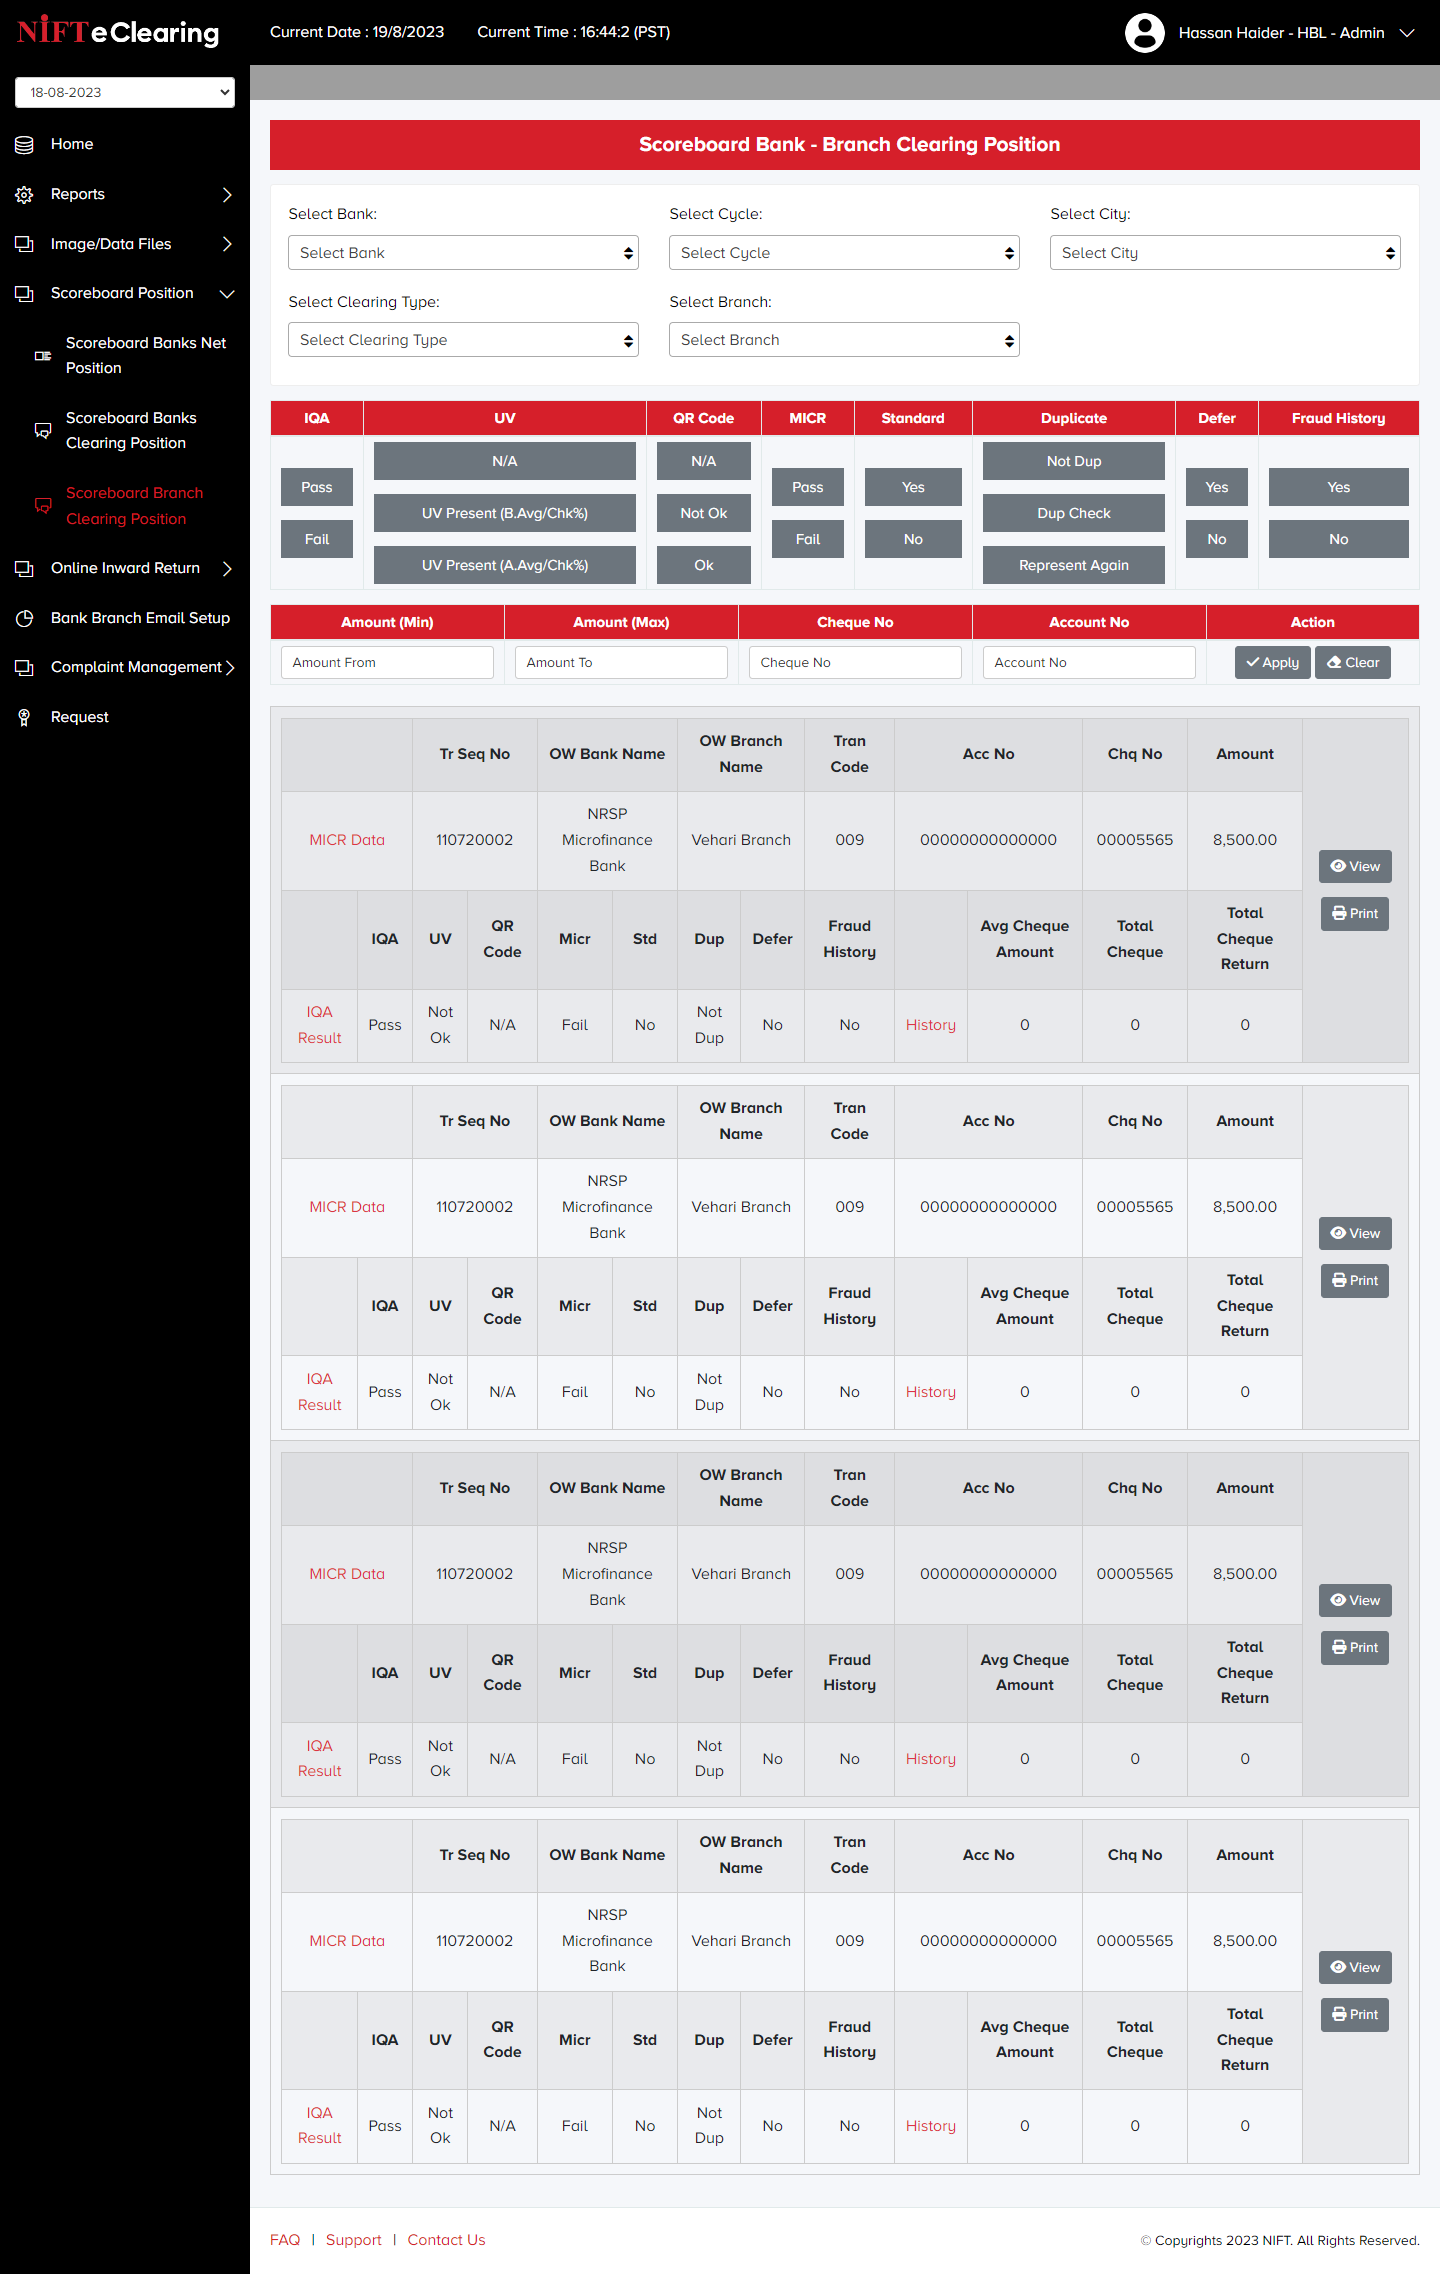 NIFT eClearing
Current Date : 19/8/2023 Current Time : 16:44:2 (PST)
Hassan Haider - HBL - Admin
18-08-2023
Home
Reports
Image/Data Files
Scoreboard Position
Scoreboard Banks Net
Position
Scoreboard Banks
Clearing Position
Scoreboard Branch
Clearing Position
Online Inward Return
Bank Branch Email Setup
Complaint Management
Request
Scoreboard Bank - Branch Clearing Position
Select Bank: Select Cycle: Select City:
Select Bank Select Cycle Select City
Select Clearing Type: Select Branch:
Select Clearing Type Select Branch
IQA UV QR Code MICR Standard Duplicate Defer Fraud History
N/A N/A Not Dup
Pass Pass Yes Yes Yes
UV Present (B.Avg/Chk%) Not Ok Dup Check
Fail Fail No No No
UV Present (A.Avg/Chk%) Ok Represent Again
Amount (Min) Amount (Max) Cheque No Account No Action
Amount From Amount To Cheque No Account No Apply Clear
Tr Seq No OW Bank Name OW Branch Name Tran Code Acc No Chq No Amount
MICR Data 110720002 NRSP Microfinance Bank Vehari Branch 009 00000000000000 00005565 8,500.00
View
Print
IQA UV QR Code Micr Std Dup Defer Fraud History Avg Cheque Amount Total Cheque Total Cheque Return
IQA Result Pass Not Ok N/A Fail No Not Dup No No History 0 0 0
Tr Seq No OW Bank Name OW Branch Name Tran Code Acc No Chq No Amount
MICR Data 110720002 NRSP Microfinance Bank Vehari Branch 009 00000000000000 00005565 8,500.00
View
Print
IQA UV QR Code Micr Std Dup Defer Fraud History Avg Cheque Amount Total Cheque Total Cheque Return
IQA Result Pass Not Ok N/A Fail No Not Dup No No History 0 0 0
Tr Seq No OW Bank Name OW Branch Name Tran Code Acc No Chq No Amount
MICR Data 110720002 NRSP Microfinance Bank Vehari Branch 009 00000000000000 00005565 8,500.00
View
Print
IQA UV QR Code Micr Std Dup Defer Fraud History Avg Cheque Amount Total Cheque Total Cheque Return
IQA Result Pass Not Ok N/A Fail No Not Dup No No History 0 0 0
Tr Seq No OW Bank Name OW Branch Name Tran Code Acc No Chq No Amount
MICR Data 110720002 NRSP Microfinance Bank Vehari Branch 009 00000000000000 00005565 8,500.00
View
Print
IQA UV QR Code Micr Std Dup Defer Fraud History Avg Cheque Amount Total Cheque Total Cheque Return
IQA Result Pass Not Ok N/A Fail No Not Dup No No History 0 0 0
FAQ | Support | Contact Us
© Copyrights 2023 NIFT. All Rights Reserved.